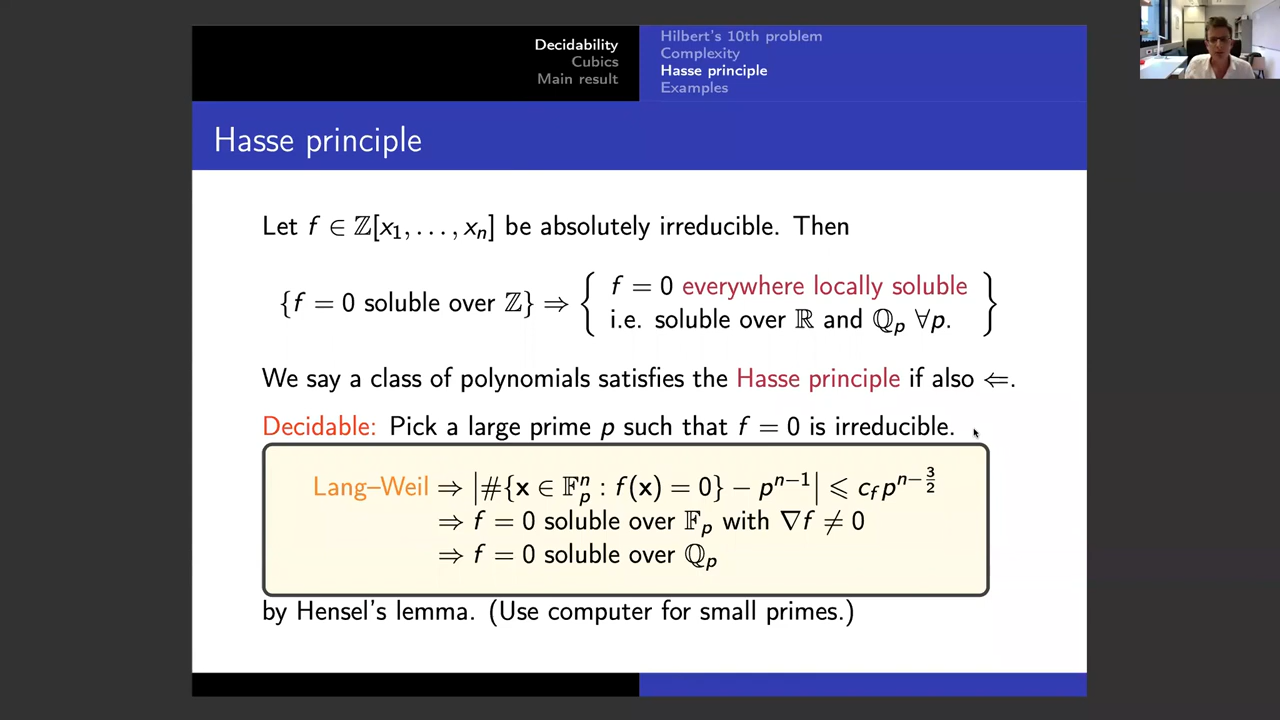 Decidability
Cubics
Main result
Hilbert's 10th problem
Complexity
Hasse principle
Examples
Hasse principle
Let f ∈ ℤ[x₁, . . . , xₙ] be absolutely irreducible. Then
{f = 0 soluble over ℤ} ⇒ { f = 0 everywhere locally soluble
i.e. soluble over ℝ and ℚₚ ∀p. }
We say a class of polynomials satisfies the Hasse principle if also ⇐.
Decidable: Pick a large prime p such that f = 0 is irreducible.
Lang–Weil ⇒ |#{x ∈ 𝔽ₚⁿ : f(x) = 0} − pⁿ⁻¹| ⩽ c_f p^{n−3/2}
⇒ f = 0 soluble over 𝔽ₚ with ∇f ≠ 0
⇒ f = 0 soluble over ℚₚ
by Hensel's lemma. (Use computer for small primes.)